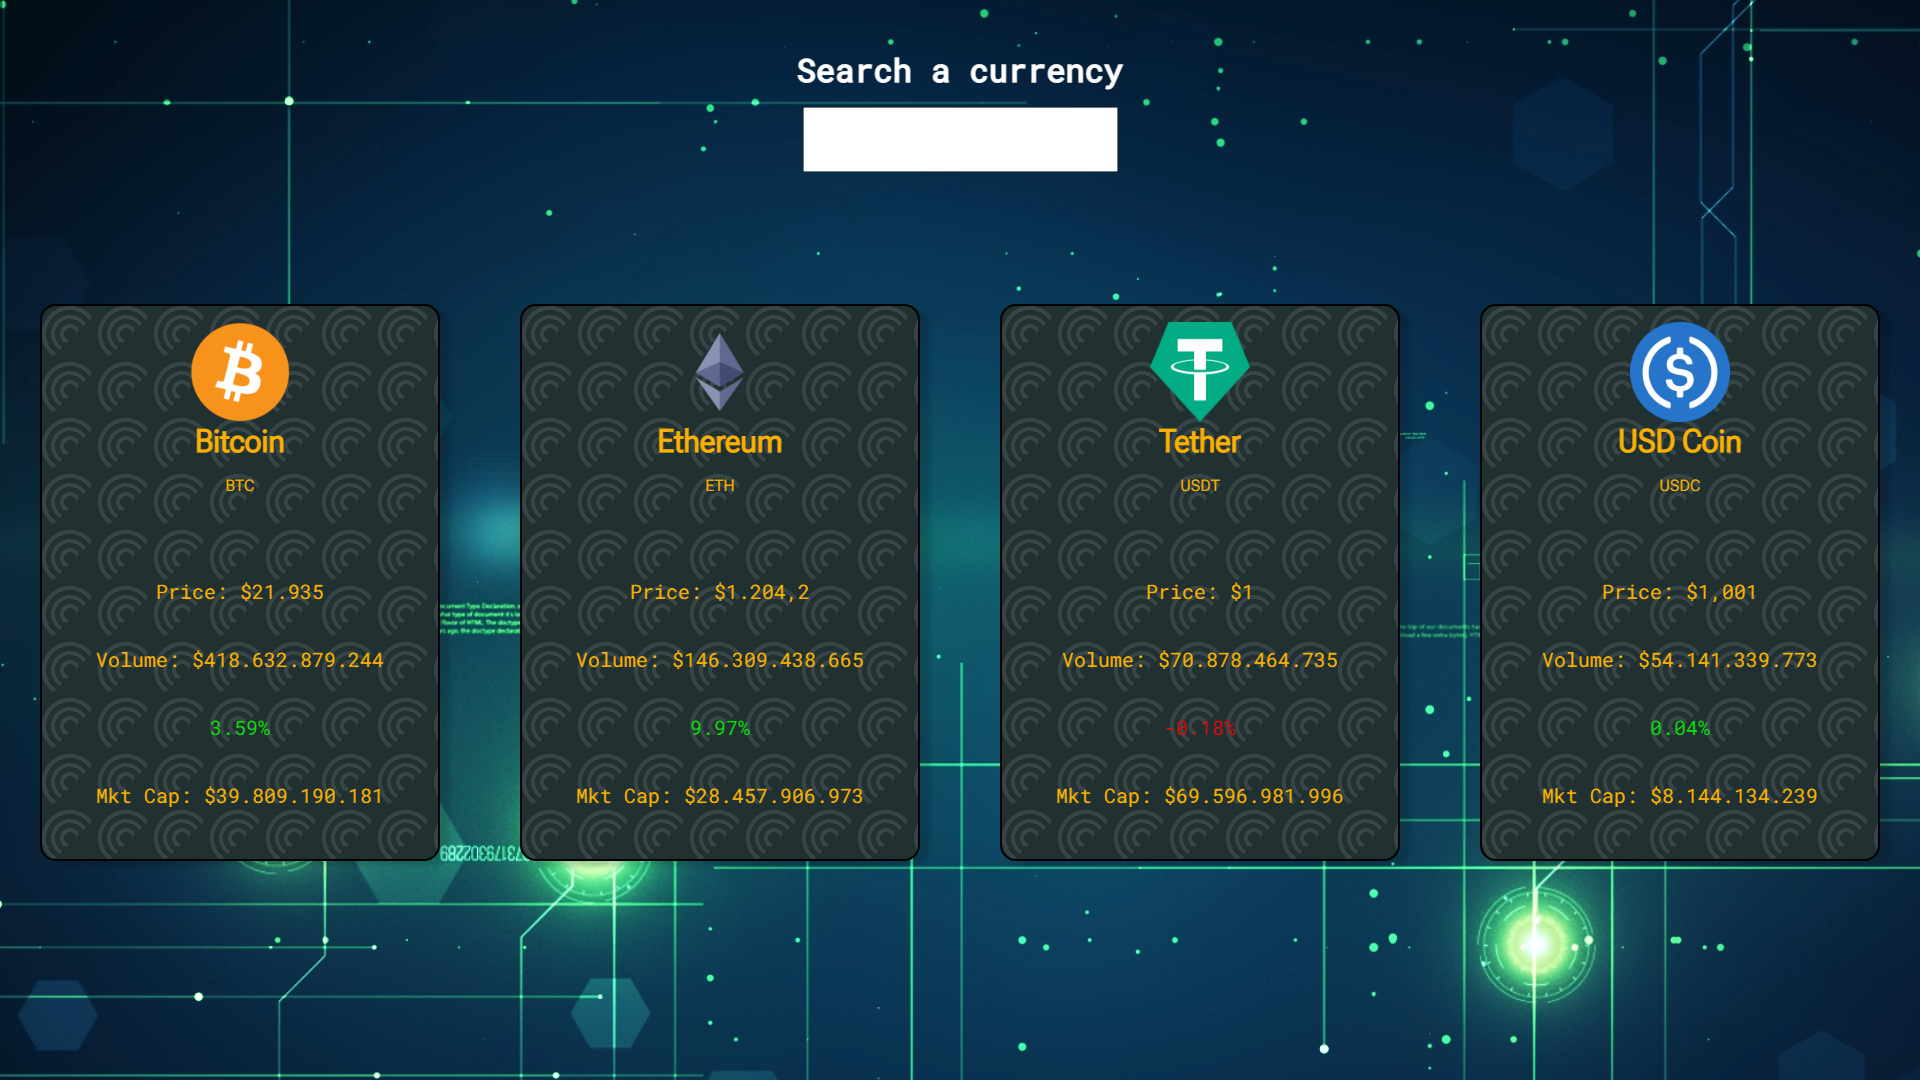 Search a currency
Bitcoin
BTC
Price: $21.935
Volume: $418.632.879.244
3.59%
Mkt Cap: $39.809.190.181
Ethereum
ETH
Price: $1.204,2
Volume: $146.309.438.665
9.97%
Mkt Cap: $28.457.906.973
Tether
USDT
Price: $1
Volume: $70.878.464.735
-0.18%
Mkt Cap: $69.596.981.996
USD Coin
USDC
Price: $1,001
Volume: $54.141.339.773
0.04%
Mkt Cap: $8.144.134.239